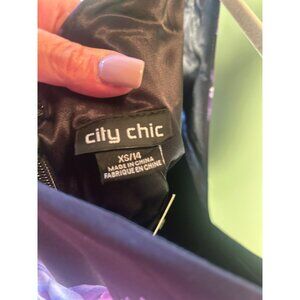 city chic
XS/14
MADE IN CHINA
FABRIQUE EN CHINE